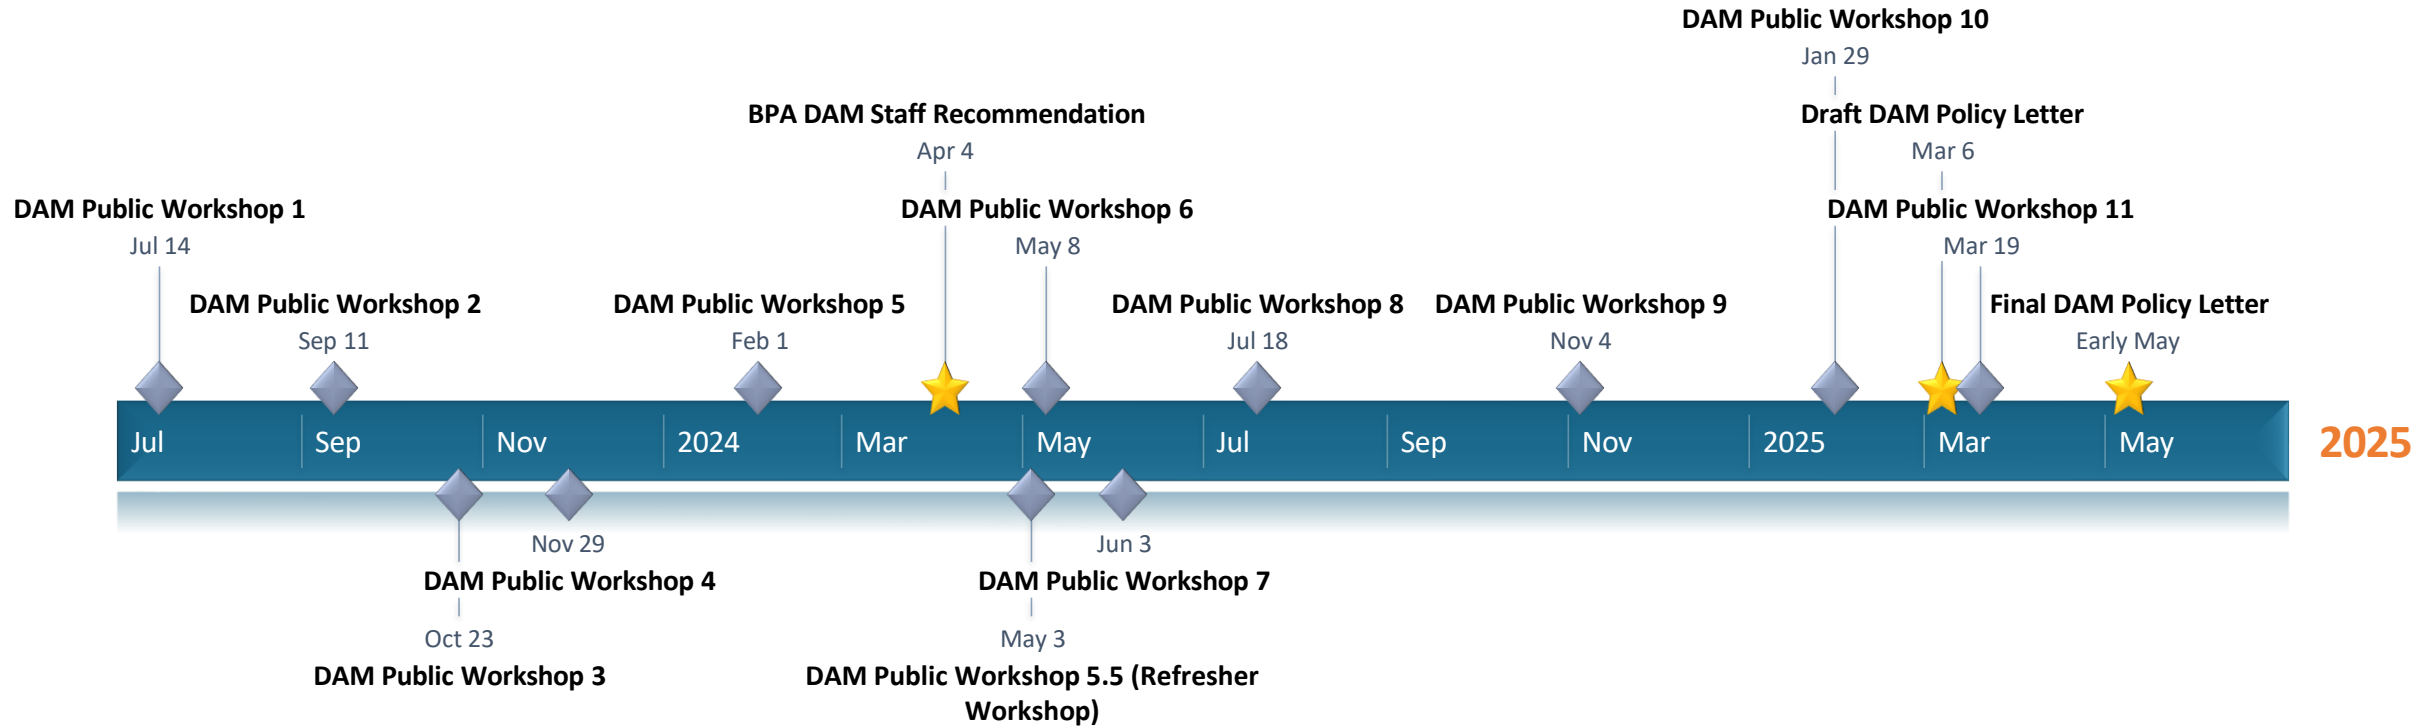 DAM Public Workshop 10
Jan 29
BPA DAM Staff Recommendation
Apr 4
Draft DAM Policy Letter
Mar 6
DAM Public Workshop 1
Jul 14
DAM Public Workshop 6
May 8
DAM Public Workshop 11
Mar 19
DAM Public Workshop 2
Sep 11
DAM Public Workshop 5
Feb 1
DAM Public Workshop 8
Jul 18
DAM Public Workshop 9
Nov 4
Final DAM Policy Letter
Early May
Jul Sep Nov 2024 Mar May Jul Sep Nov 2025 Mar May
2025
Nov 29
DAM Public Workshop 4
Jun 3
DAM Public Workshop 7
Oct 23
DAM Public Workshop 3
May 3
DAM Public Workshop 5.5 (Refresher
Workshop)